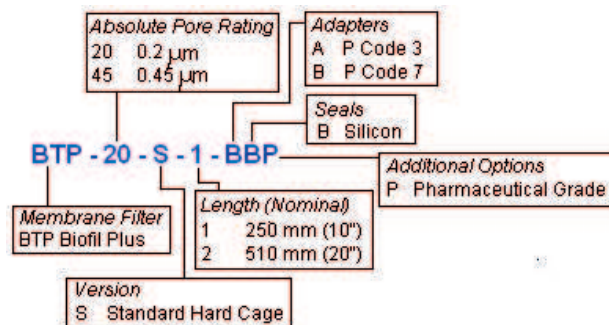 Absolute Pore Rating
20 0.2 µm
45 0.45 µm
Adapters
A P Code 3
B P Code 7
Seals
B Silicon
BTP - 20 - S - 1 - BBP
Additional Options
P Pharmaceutical Grade
Membrane Filter
BTP Biofil Plus
Length (Nominal)
1 250 mm (10")
2 510 mm (20")
Version
S Standard Hard Cage